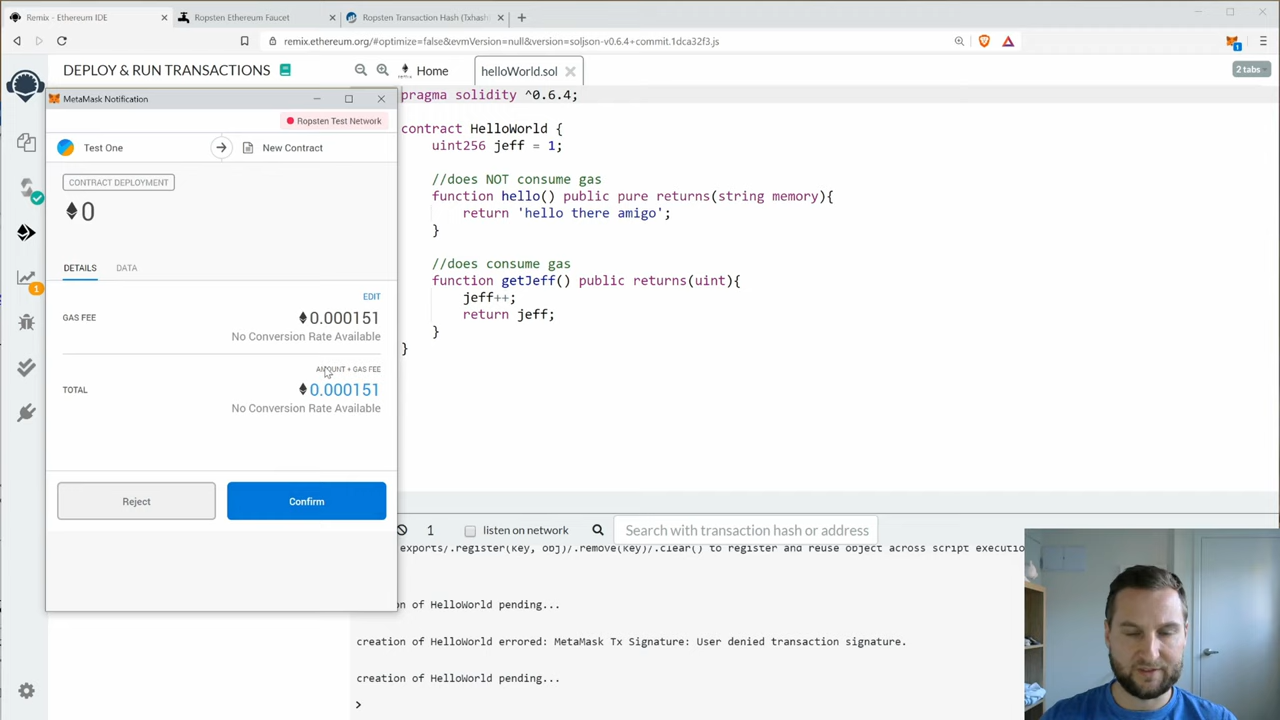 Remix - Ethereum IDE
Ropsten Ethereum Faucet
Ropsten Transaction Hash (Txhash
remix.ethereum.org/#optimize=false&evmVersion=null&version=soljson-v0.6.4+commit.1dca32f3.js
1
DEPLOY & RUN TRANSACTIONS
Home
helloWorld.sol
2 tabs
MetaMask Notification
Ropsten Test Network
Test One
New Contract
CONTRACT DEPLOYMENT
0
DETAILS
DATA
EDIT
GAS FEE
0.000151
No Conversion Rate Available
AMOUNT + GAS FEE
TOTAL
0.000151
No Conversion Rate Available
Reject
Confirm
1
pragma solidity ^0.6.4;
contract HelloWorld {
uint256 jeff = 1;
//does NOT consume gas
function hello() public pure returns(string memory){
return 'hello there amigo';
}
//does consume gas
function getJeff() public returns(uint){
jeff++;
return jeff;
}
}
1
listen on network
Search with transaction hash or address
exports/.register(key, obj)/.remove(key)/.clear() to register and reuse object across script executio
on of HelloWorld pending...
creation of HelloWorld errored: MetaMask Tx Signature: User denied transaction signature.
creation of HelloWorld pending...
>